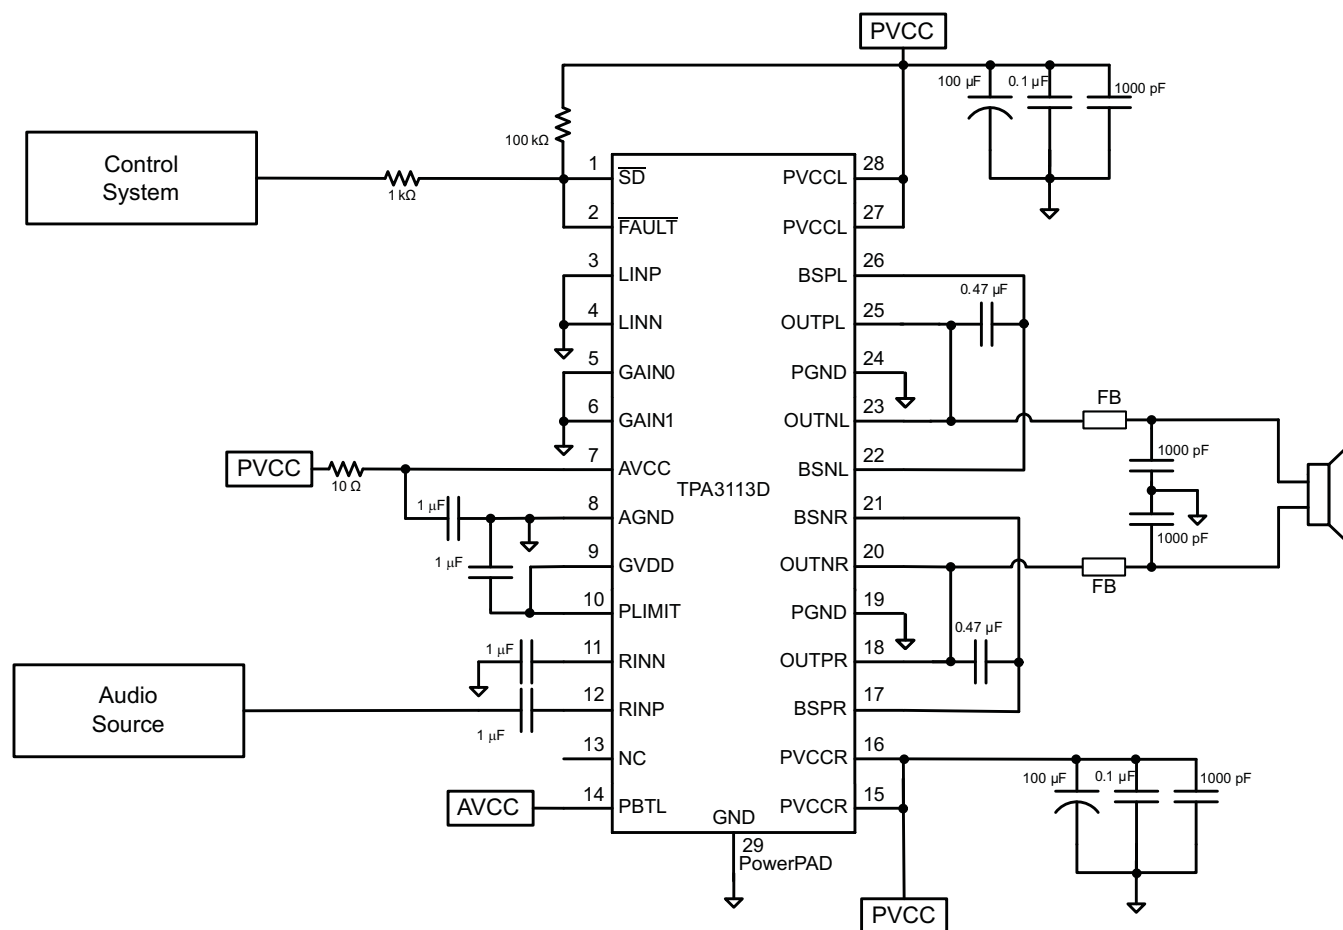 PVCC
100 µF
0.1 µF
1000 pF
100 kΩ
Control
System
1 kΩ
1
SD
28
PVCCL
2
FAULT
27
PVCCL
3
LINP
26
BSPL
0.47 µF
4
LINN
25
OUTPL
5
GAIN0
24
PGND
6
GAIN1
23
OUTNL
FB
PVCC
10 Ω
7
AVCC
22
BSNL
1000 pF
TPA3113D
1 µF
8
AGND
21
BSNR
1000 pF
1 µF
9
GVDD
20
OUTNR
FB
10
PLIMIT
19
PGND
0.47 µF
1 µF
11
RINN
18
OUTPR
Audio
Source
12
RINP
17
BSPR
1 µF
13
NC
16
PVCCR
100 µF
0.1 µF
1000 pF
AVCC
14
PBTL
15
PVCCR
GND
29
PowerPAD
PVCC